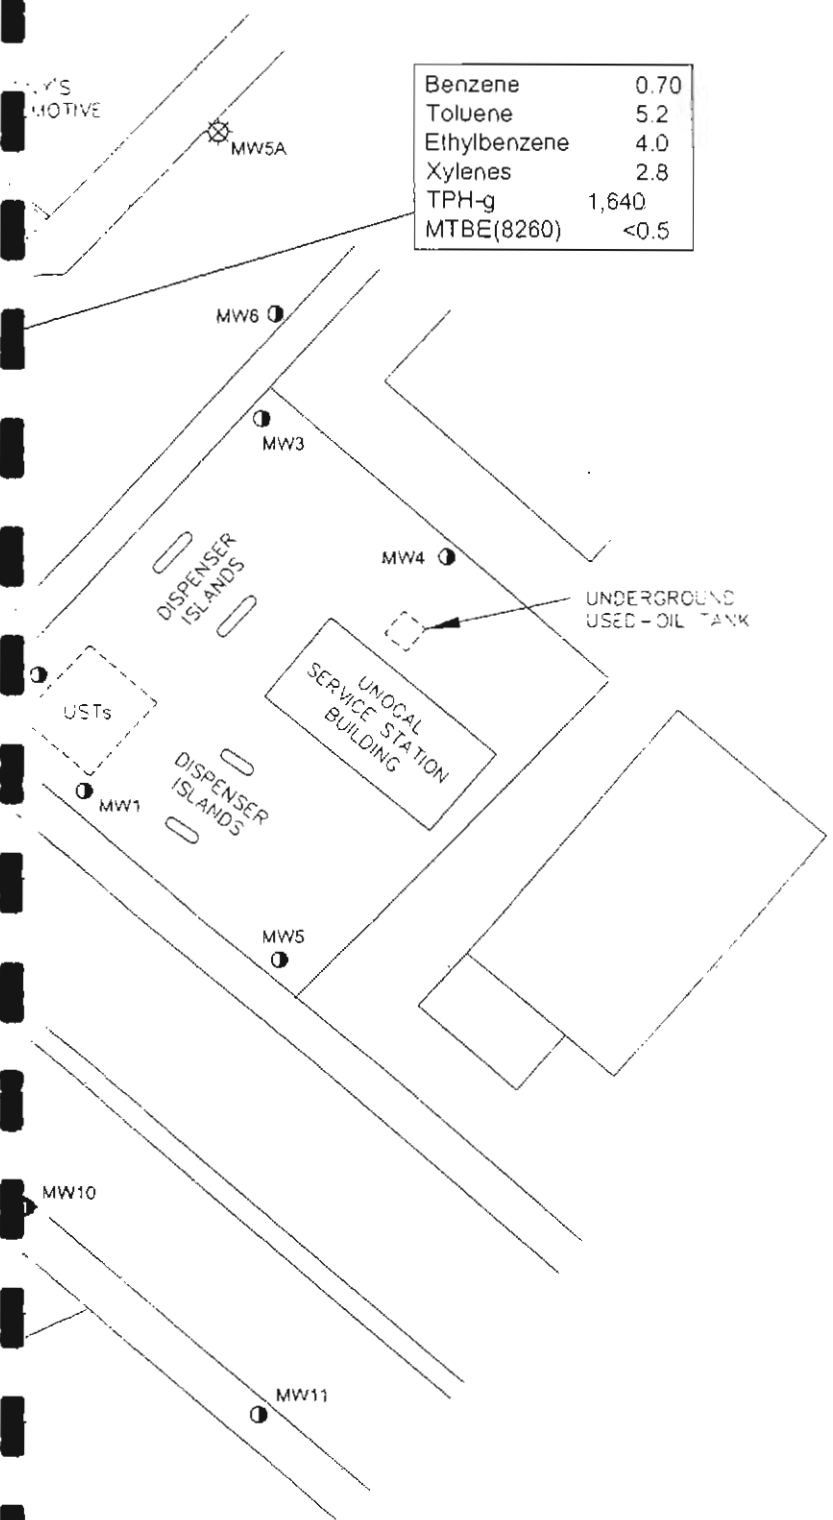 Y'S
MOTIVE
MW5A
Benzene 0.70
Toluene 5.2
Ethylbenzene 4.0
Xylenes 2.8
TPH-g 1,640
MTBE(8260) <0.5
MW6
MW3
DISPENSER
ISLANDS
MW4
UNDERGROUND
USED-OIL TANK
UNOCAL
SERVICE STATION
BUILDING
USTs
DISPENSER
ISLANDS
MW1
MW5
MW10
MW11